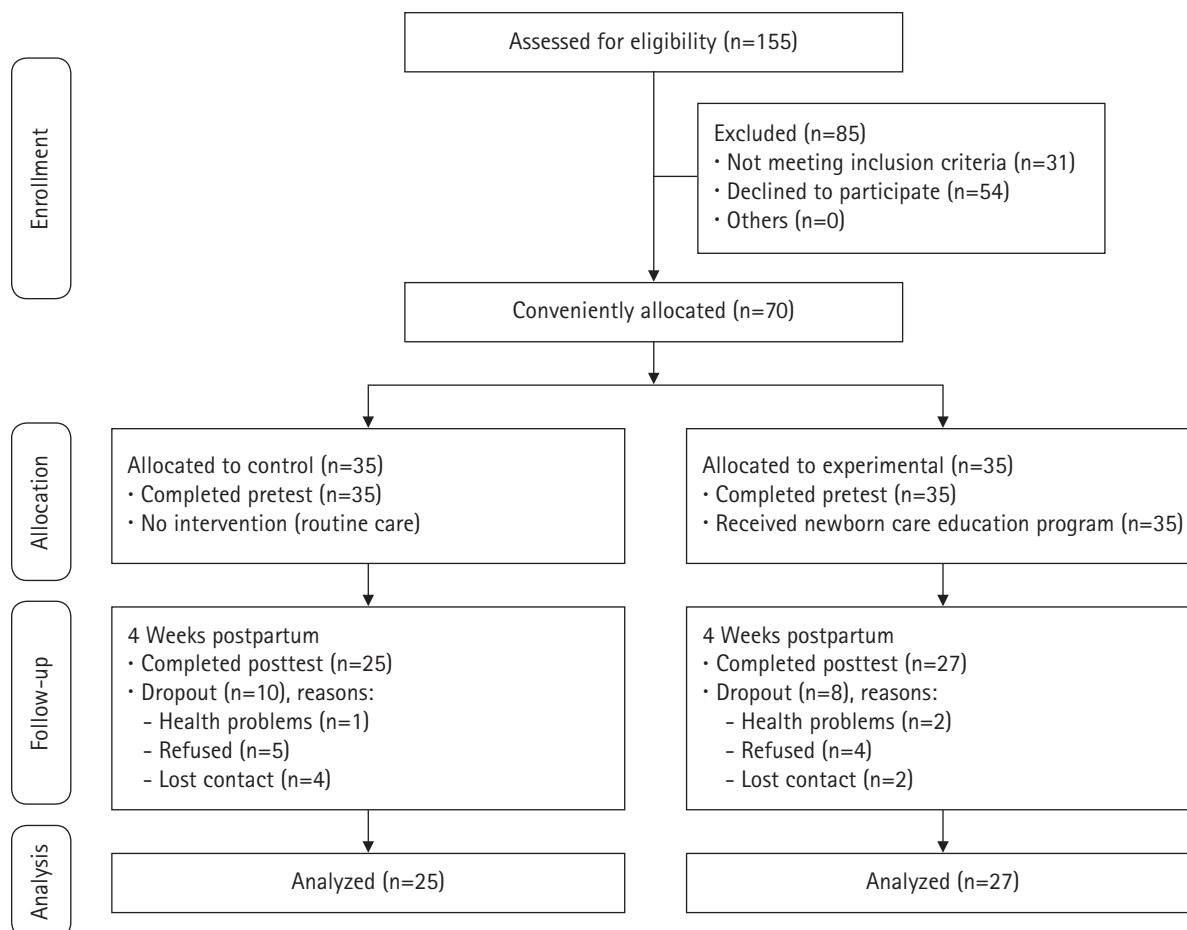 Enrollment
Assessed for eligibility (n=155)
Excluded (n=85)
· Not meeting inclusion criteria (n=31)
· Declined to participate (n=54)
· Others (n=0)
Conveniently allocated (n=70)
Allocation
Allocated to control (n=35)
· Completed pretest (n=35)
· No intervention (routine care)
Allocated to experimental (n=35)
· Completed pretest (n=35)
· Received newborn care education program (n=35)
Follow-up
4 Weeks postpartum
· Completed posttest (n=25)
· Dropout (n=10), reasons:
- Health problems (n=1)
- Refused (n=5)
- Lost contact (n=4)
4 Weeks postpartum
· Completed posttest (n=27)
· Dropout (n=8), reasons:
- Health problems (n=2)
- Refused (n=4)
- Lost contact (n=2)
Analysis
Analyzed (n=25)
Analyzed (n=27)